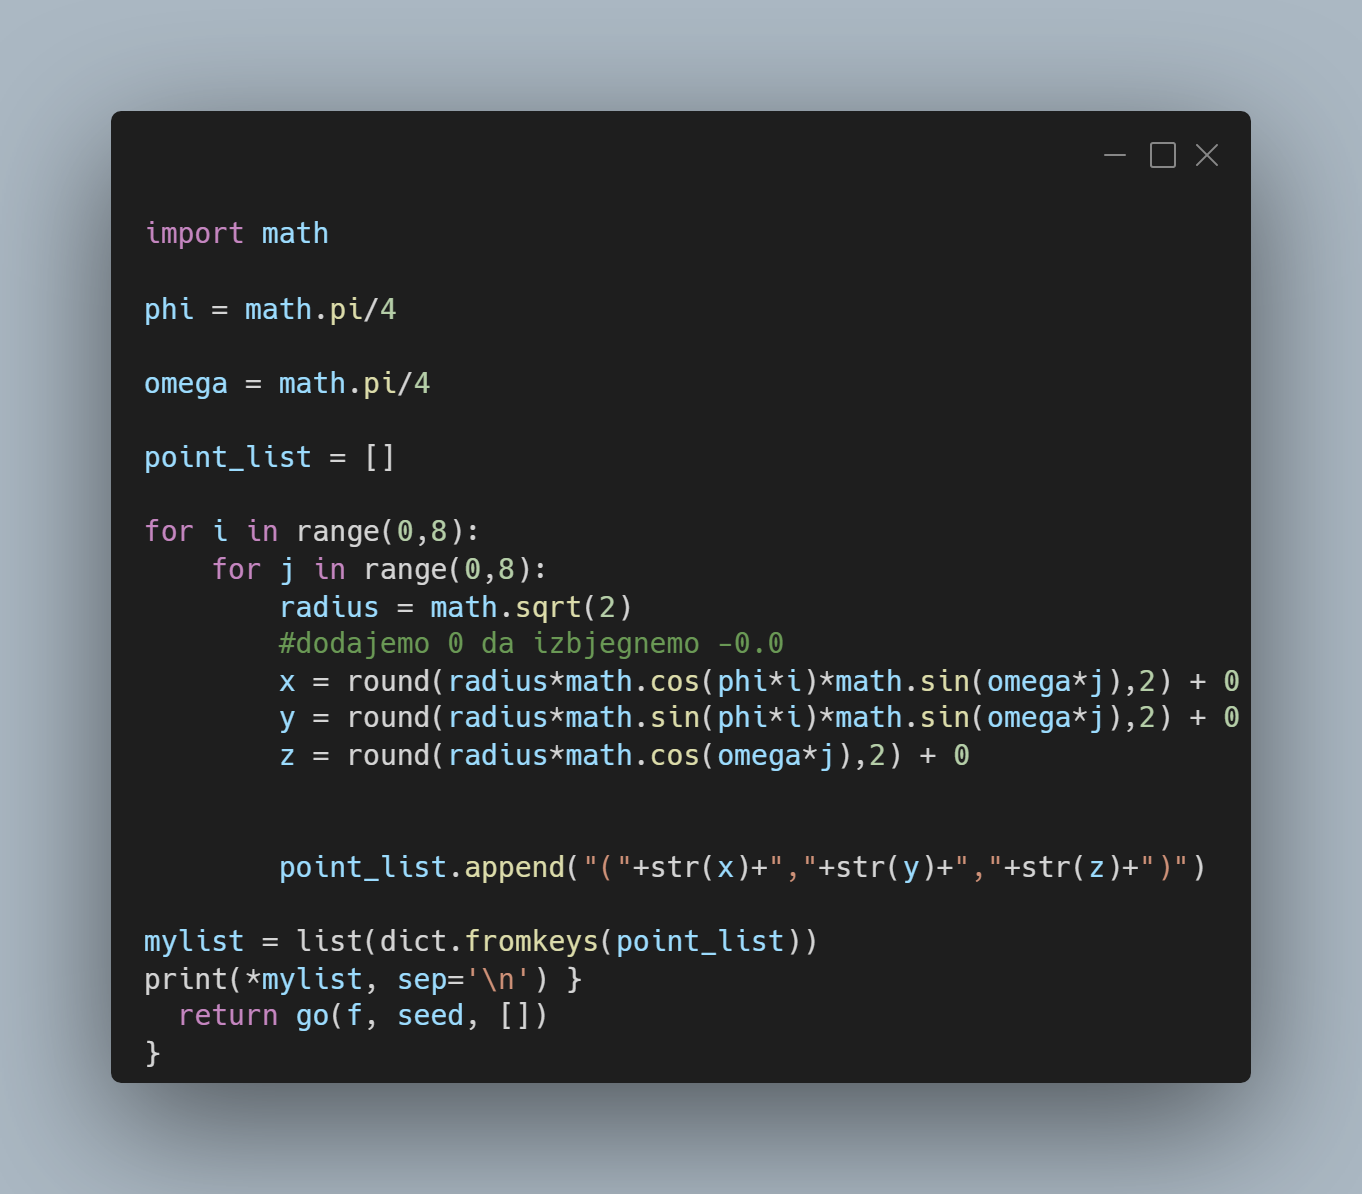 import math
phi = math.pi/4
omega = math.pi/4
point_list = []
for i in range(0,8):
    for j in range(0,8):
        radius = math.sqrt(2)
        #dodajemo 0 da izbjegnemo -0.0
        x = round(radius*math.cos(phi*i)*math.sin(omega*j),2) + 0
        y = round(radius*math.sin(phi*i)*math.sin(omega*j),2) + 0
        z = round(radius*math.cos(omega*j),2) + 0
        point_list.append("("+str(x)+","+str(y)+","+str(z)+")")
mylist = list(dict.fromkeys(point_list))
print(*mylist, sep='\n') }
  return go(f, seed, [])
}